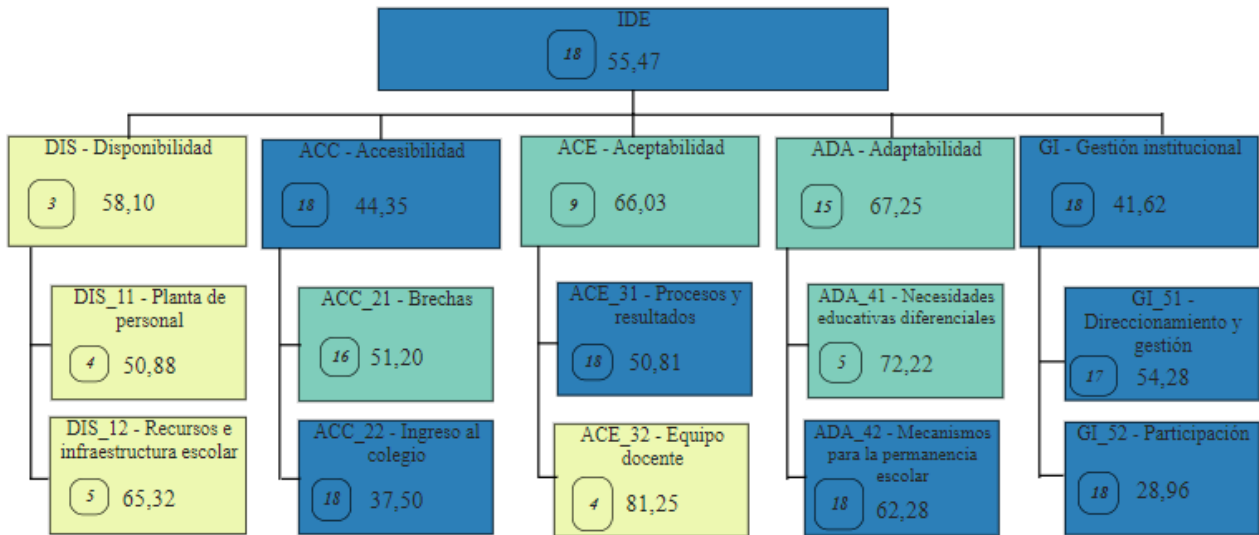 IDE
18 55,47
DIS - Disponibilidad
3 58,10
ACC - Accesibilidad
18 44,35
ACE - Aceptabilidad
9 66,03
ADA - Adaptabilidad
15 67,25
GI - Gestión institucional
18 41,62
DIS_11 - Planta de
personal
4 50,88
ACC_21 - Brechas
16 51,20
ACE_31 - Procesos y
resultados
18 50,81
ADA_41 - Necesidades
educativas diferenciales
5 72,22
GI_51 -
Direccionamiento y
gestión
17 54,28
DIS_12 - Recursos e
infraestructura escolar
5 65,32
ACC_22 - Ingreso al
colegio
18 37,50
ACE_32 - Equipo
docente
4 81,25
ADA_42 - Mecanismos
para la permanencia
escolar
18 62,28
GI_52 - Participación
18 28,96